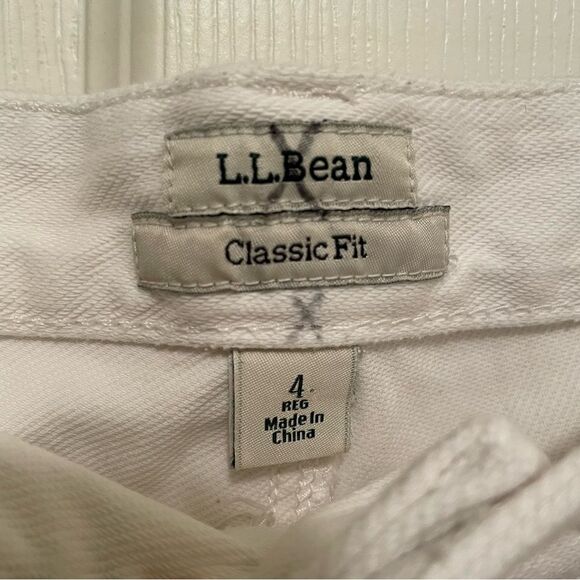 L.L.Bean
Classic Fit
4
REG
Made In
China